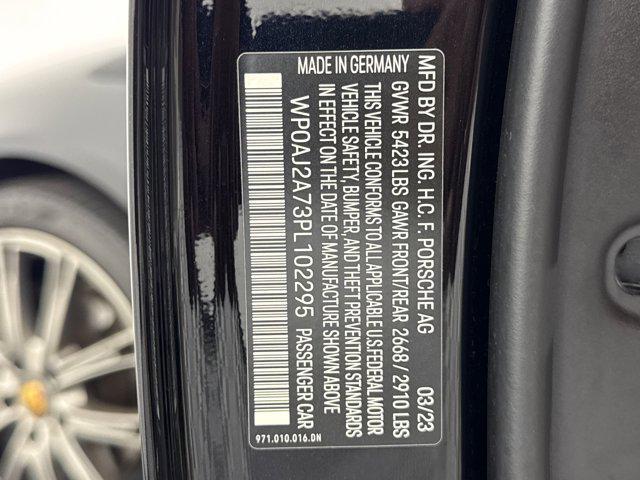 MFD BY DR. ING. H.C. F. PORSCHE AG 03/23
GVWR 5423 LBS GAWR FRONT/REAR 2668 / 2910 LBS
THIS VEHICLE CONFORMS TO ALL APPLICABLE US FEDERAL MOTOR
VEHICLE SAFETY, BUMPER, AND THEFT PREVENTION STANDARDS
IN EFFECT ON THE DATE OF MANUFACTURE SHOWN ABOVE
MADE IN GERMANY
WP0AJ2A73PL102295 PASSENGER CAR
971.010.016.DN